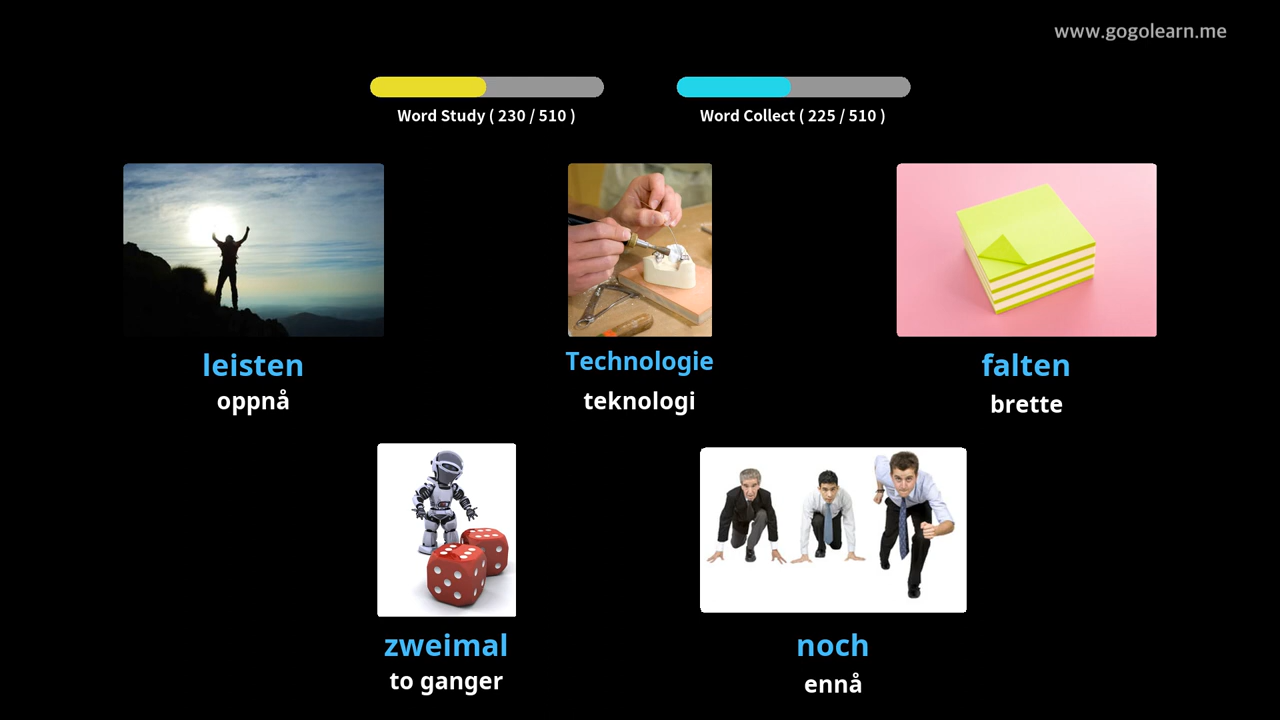 www.gogolearn.me
Word Study ( 230 / 510 )
Word Collect ( 225 / 510 )
leisten
oppnå
Technologie
teknologi
falten
brette
zweimal
to ganger
noch
ennå